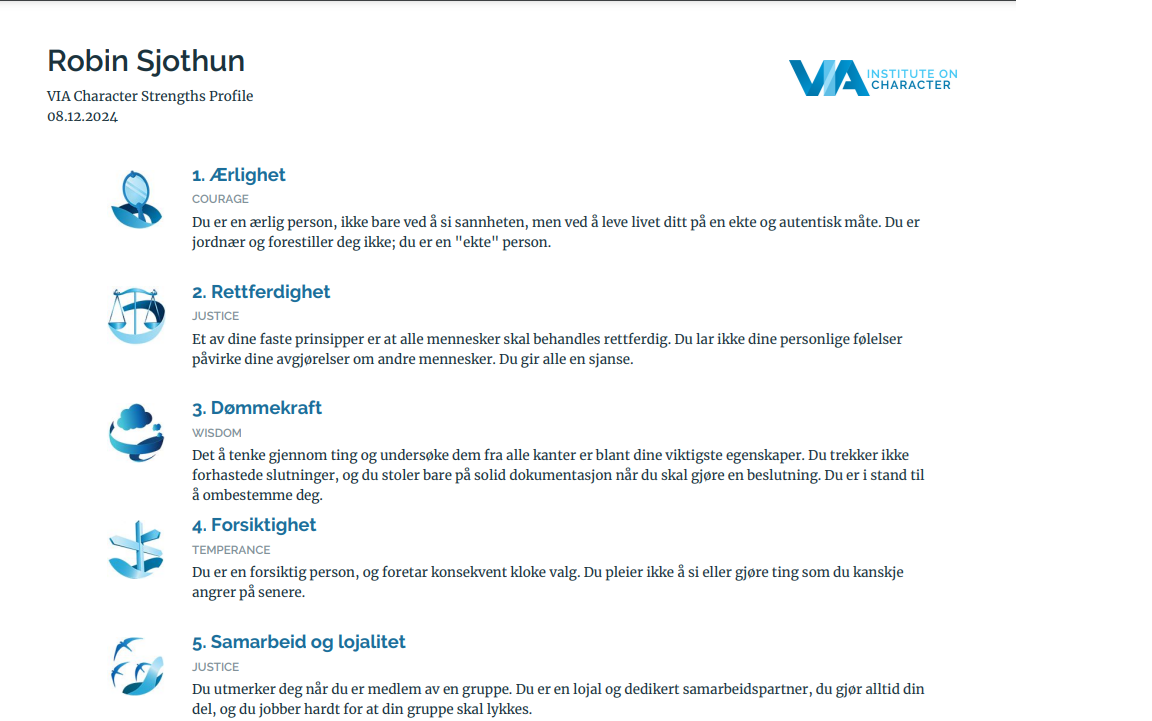 Robin Sjothun
VIA Character Strengths Profile
08.12.2024
VIA INSTITUTE ON
CHARACTER
1. Ærlighet
COURAGE
Du er en ærlig person, ikke bare ved å si sannheten, men ved å leve livet ditt på en ekte og autentisk måte. Du er
jordnær og forestiller deg ikke; du er en "ekte" person.
2. Rettferdighet
JUSTICE
Et av dine faste prinsipper er at alle mennesker skal behandles rettferdig. Du lar ikke dine personlige følelser
påvirke dine avgjørelser om andre mennesker. Du gir alle en sjanse.
3. Dømmekraft
WISDOM
Det å tenke gjennom ting og undersøke dem fra alle kanter er blant dine viktigste egenskaper. Du trekker ikke
forhastede slutninger, og du stoler bare på solid dokumentasjon når du skal gjøre en beslutning. Du er i stand til
å ombestemme deg.
4. Forsiktighet
TEMPERANCE
Du er en forsiktig person, og foretar konsekvent kloke valg. Du pleier ikke å si eller gjøre ting som du kanskje
angrer på senere.
5. Samarbeid og lojalitet
JUSTICE
Du utmerker deg når du er medlem av en gruppe. Du er en lojal og dedikert samarbeidspartner, du gjør alltid din
del, og du jobber hardt for at din gruppe skal lykkes.